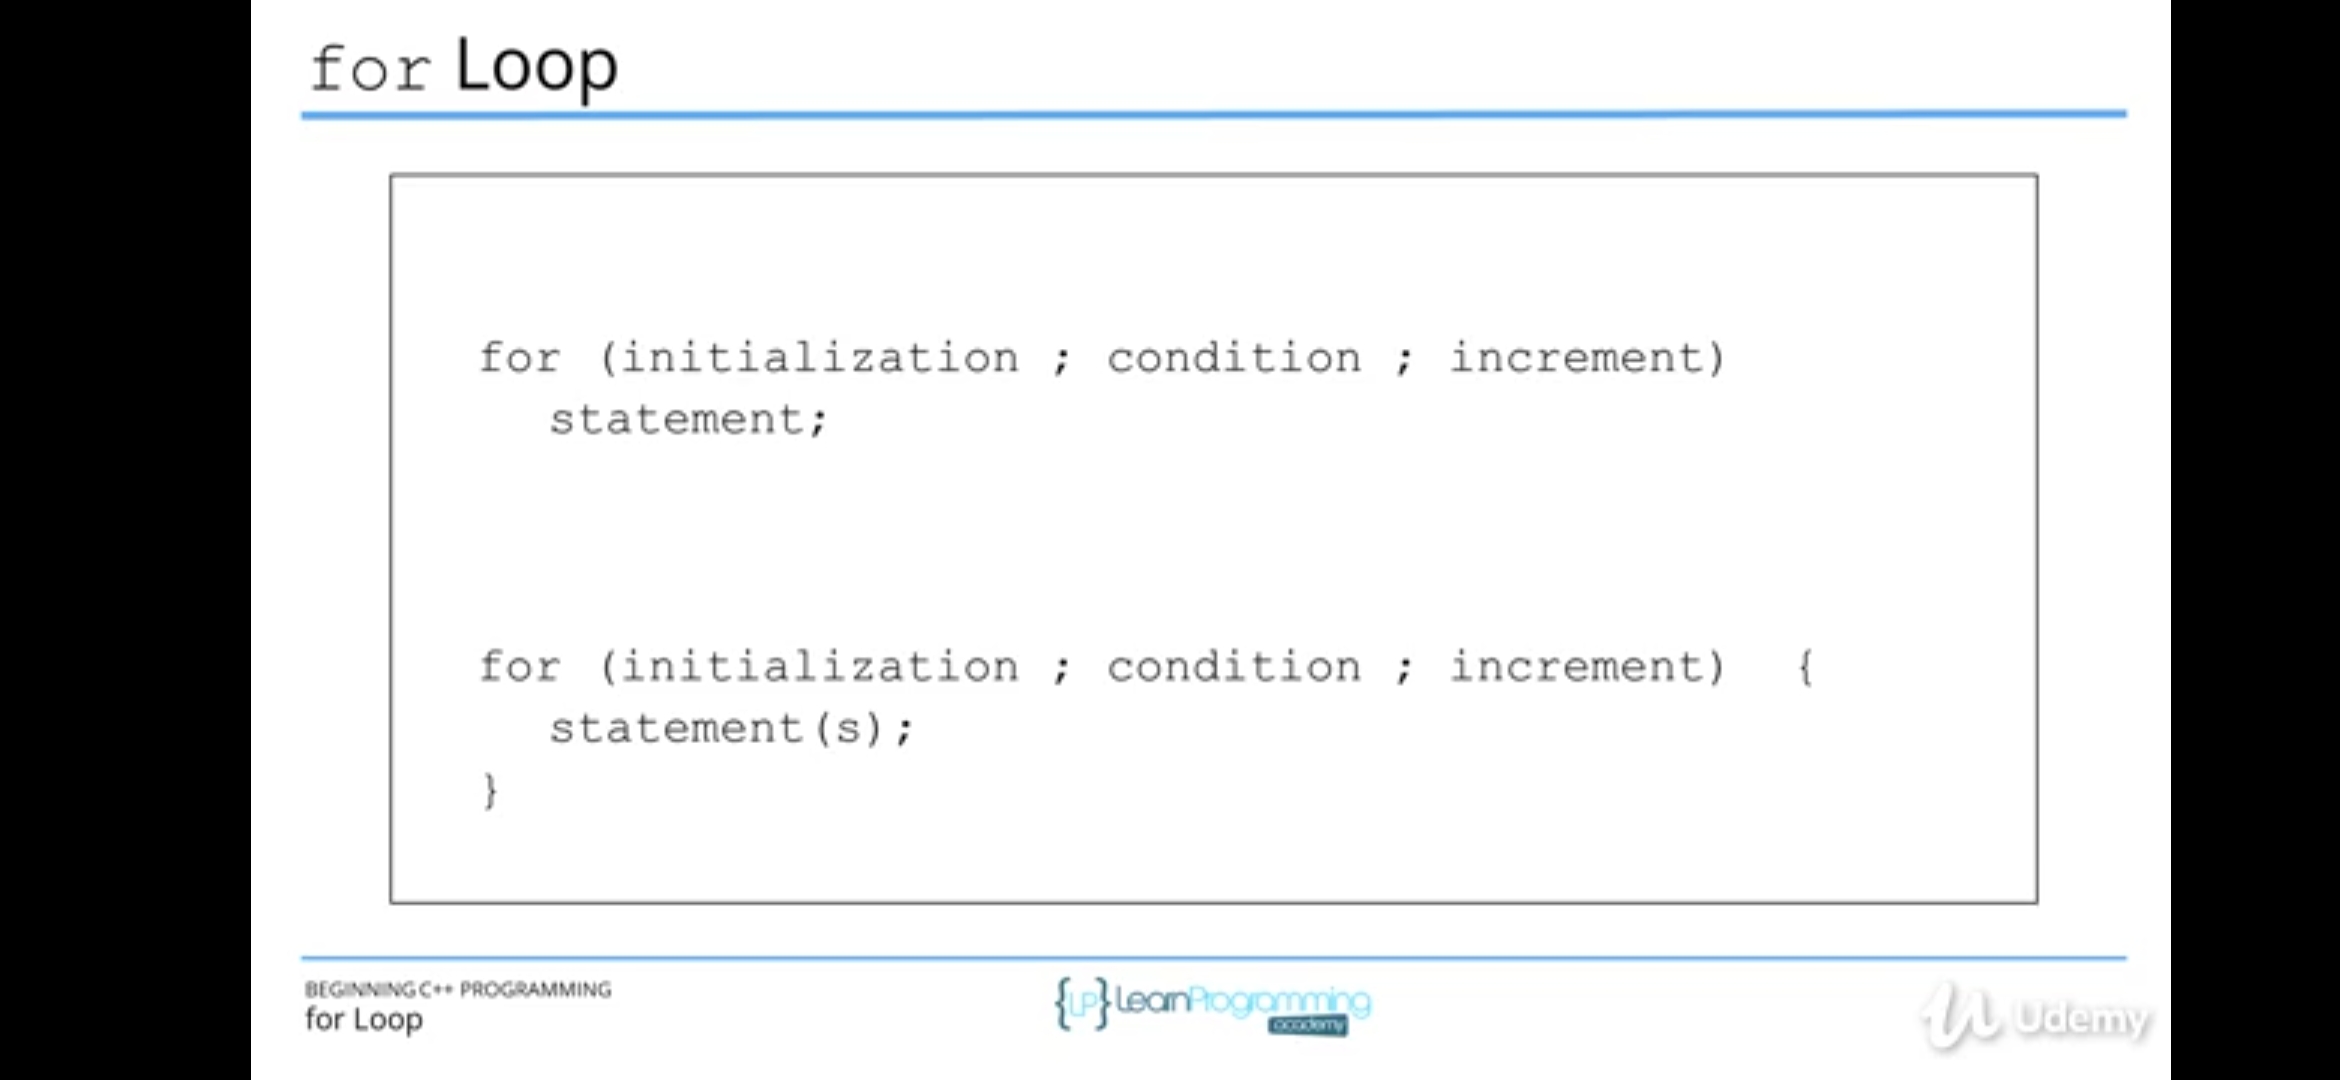 for Loop
for (initialization ; condition ; increment)
statement;
for (initialization ; condition ; increment) {
statement(s);
}
BEGINNING C++ PROGRAMMING
for Loop
{LP} LearnProgramming
academy
Udemy